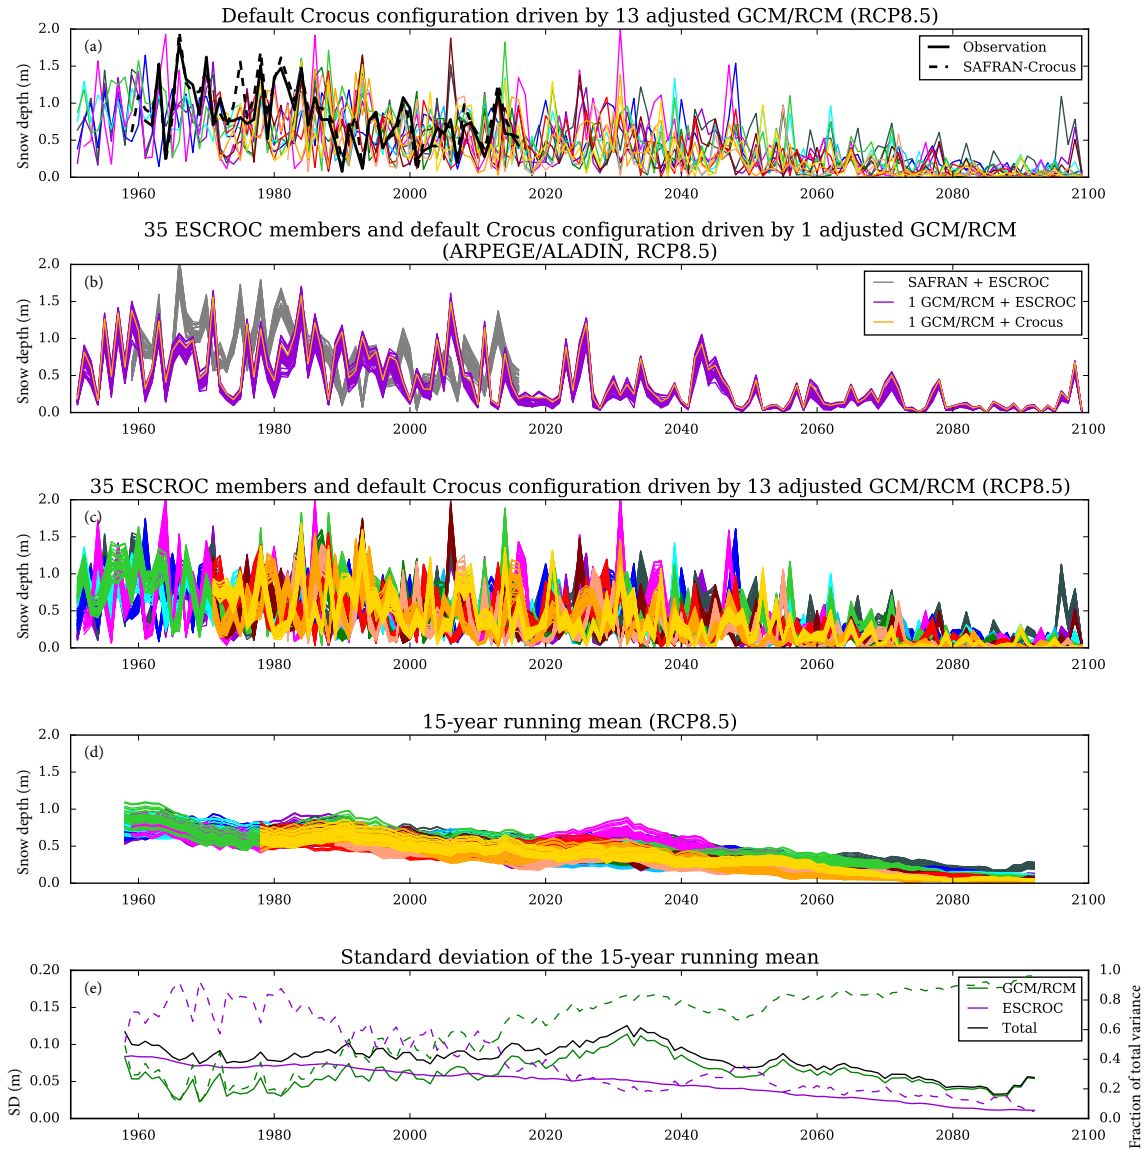 Default Crocus configuration driven by 13 adjusted GCM/RCM (RCP8.5)
2.0
1.5
1.0
0.5
0.0
Snow depth (m)
(a)
Observation
SAFRAN-Crocus
1960 1980 2000 2020 2040 2060 2080 2100
35 ESCROC members and default Crocus configuration driven by 1 adjusted GCM/RCM
(ARPEGE/ALADIN, RCP8.5)
2.0
1.5
1.0
0.5
0.0
Snow depth (m)
(b)
SAFRAN + ESCROC
1 GCM/RCM + ESCROC
1 GCM/RCM + Crocus
1960 1980 2000 2020 2040 2060 2080 2100
35 ESCROC members and default Crocus configuration driven by 13 adjusted GCM/RCM (RCP8.5)
2.0
1.5
1.0
0.5
0.0
Snow depth (m)
(c)
1960 1980 2000 2020 2040 2060 2080 2100
15-year running mean (RCP8.5)
2.0
1.5
1.0
0.5
0.0
Snow depth (m)
(d)
1960 1980 2000 2020 2040 2060 2080 2100
Standard deviation of the 15-year running mean
0.20
0.15
0.10
0.05
0.00
SD (m)
(e)
GCM/RCM
ESCROC
Total
1.0
0.8
0.6
0.4
0.2
0.0
Fraction of total variance
1960 1980 2000 2020 2040 2060 2080 2100